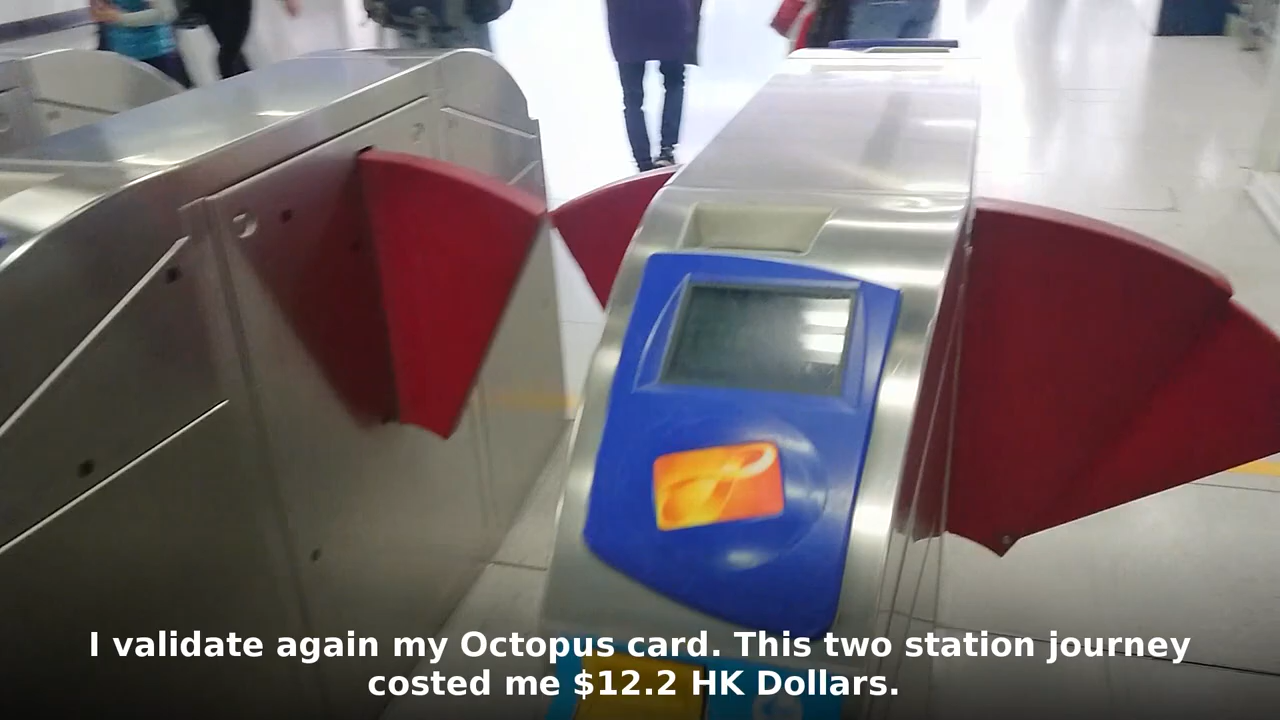 I validate again my Octopus card. This two station journey
costed me $12.2 HK Dollars.